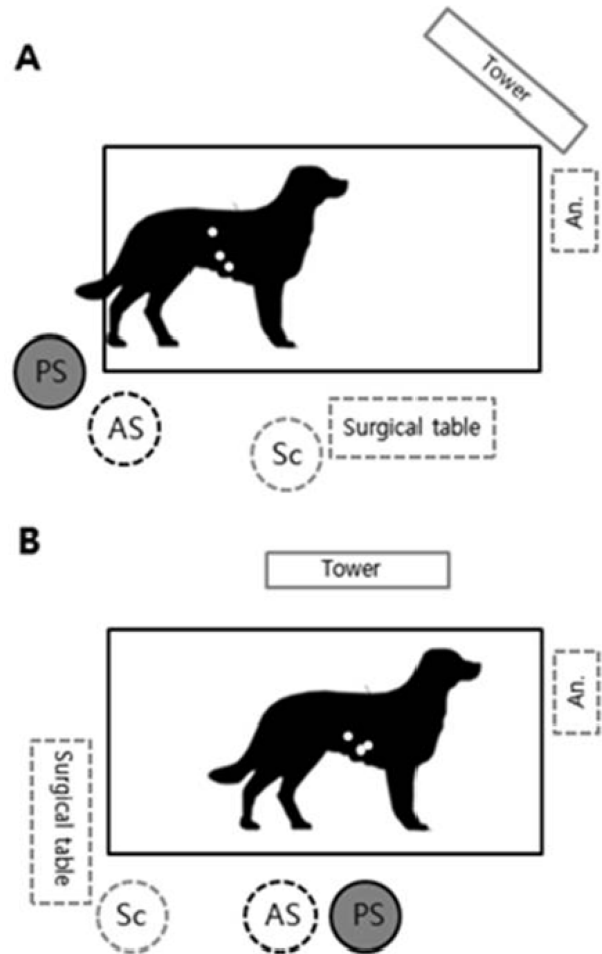 A
Tower
An.
PS
AS
Sc
Surgical table
B
Tower
An.
Surgical table
Sc
AS
PS